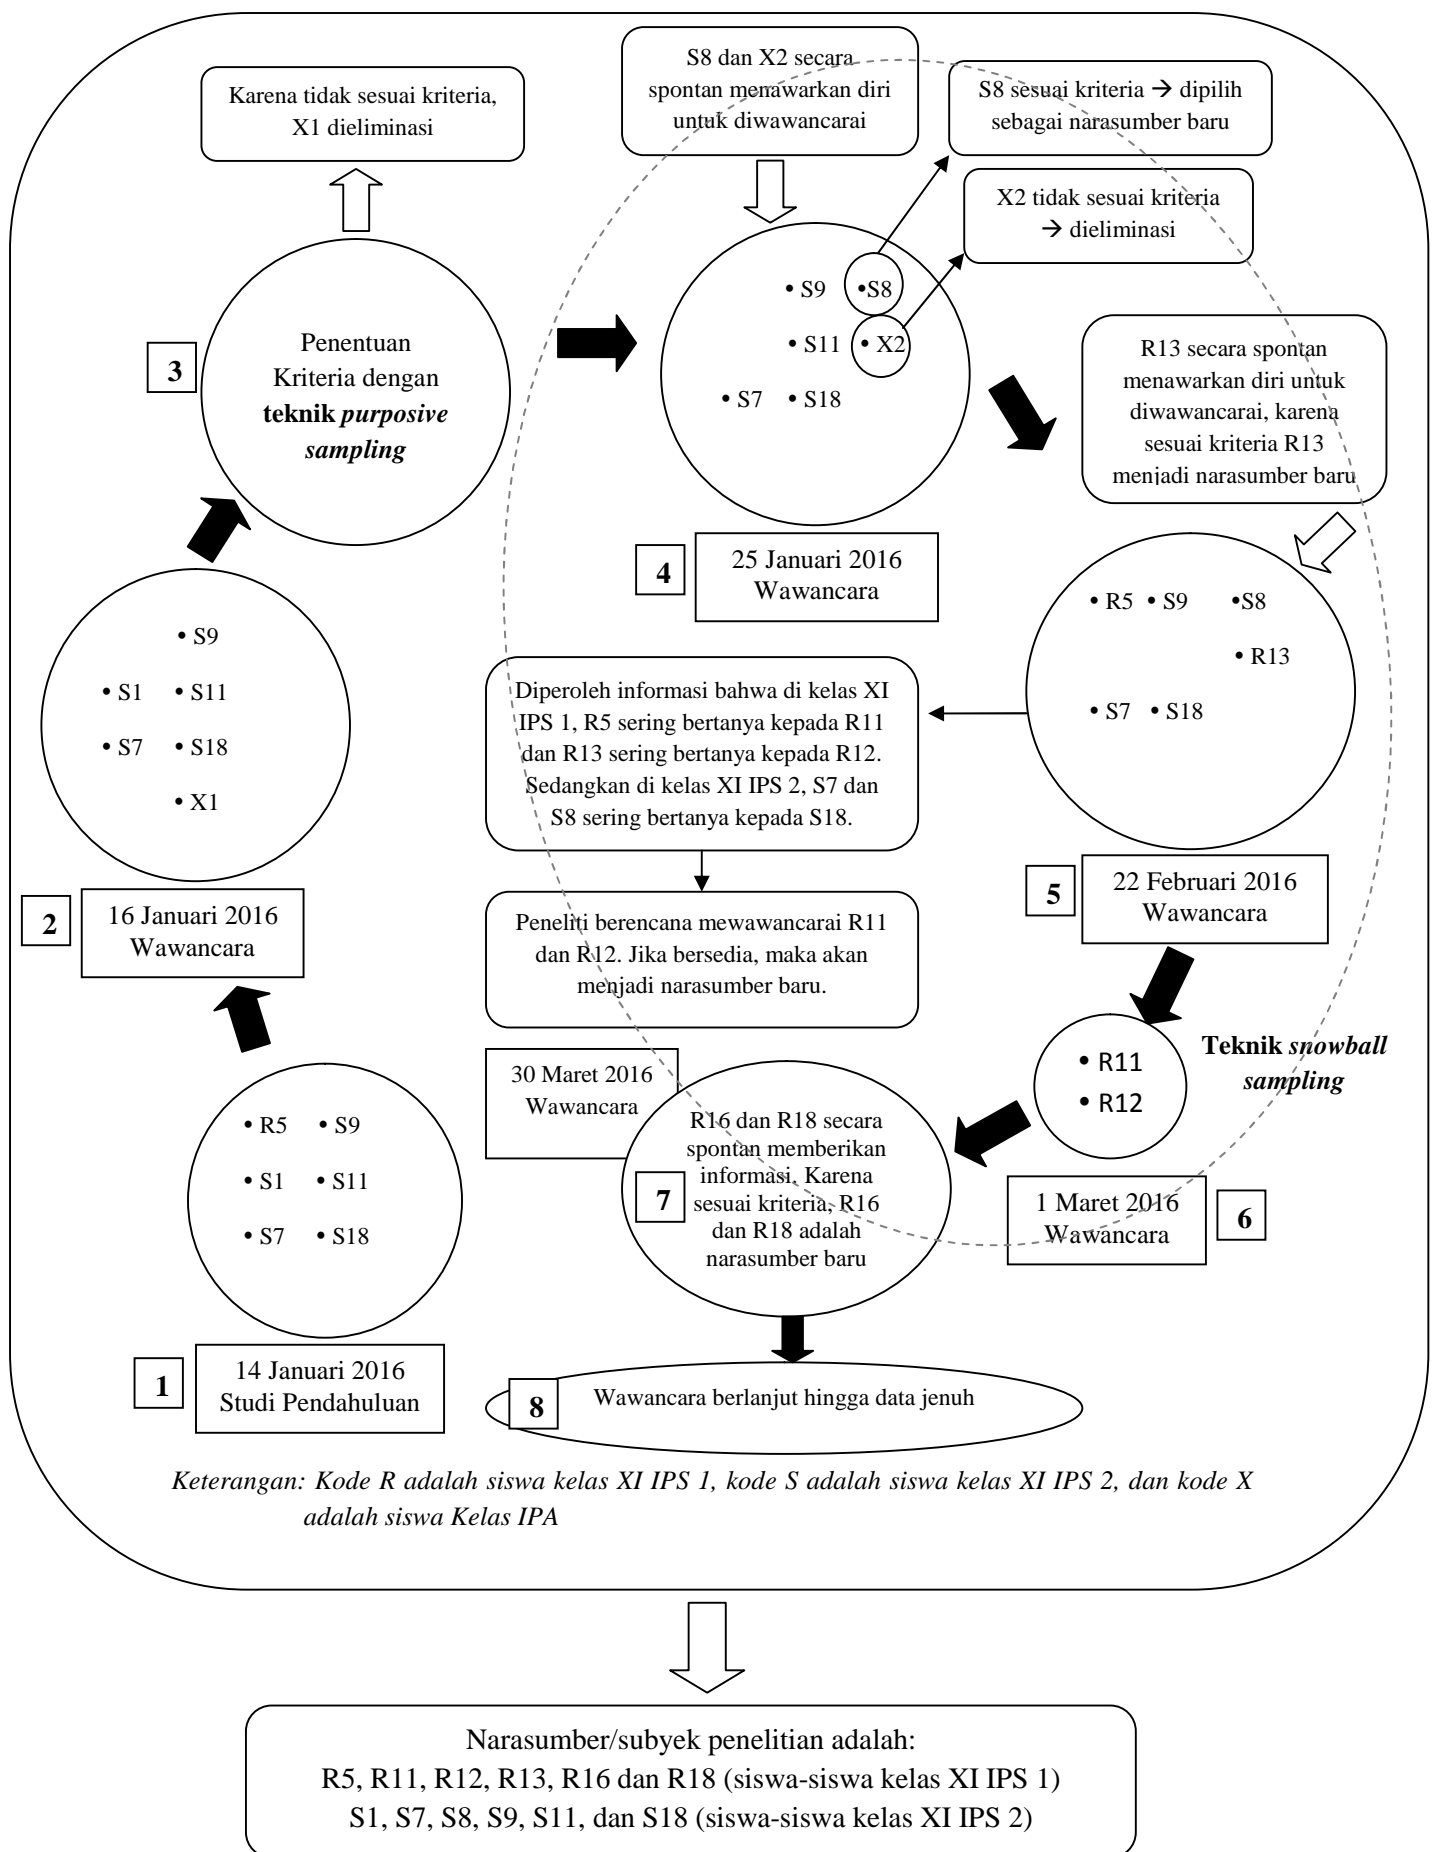 Karena tidak sesuai kriteria,
X1 dieliminasi
S8 dan X2 secara
spontan menawarkan diri
untuk diwawancarai
S8 sesuai kriteria → dipilih
sebagai narasumber baru
X2 tidak sesuai kriteria
→ dieliminasi
3
Penentuan
Kriteria dengan
teknik purposive
sampling
• S9 •S8
• S11 • X2
• S7 • S18
R13 secara spontan
menawarkan diri untuk
diwawancarai, karena
sesuai kriteria R13
menjadi narasumber baru
4
25 Januari 2016
Wawancara
• S9
• S1 • S11
• S7 • S18
• X1
• R5 • S9 •S8
• R13
• S7 • S18
Diperoleh informasi bahwa di kelas XI
IPS 1, R5 sering bertanya kepada R11
dan R13 sering bertanya kepada R12.
Sedangkan di kelas XI IPS 2, S7 dan
S8 sering bertanya kepada S18.
2
16 Januari 2016
Wawancara
5
22 Februari 2016
Wawancara
Peneliti berencana mewawancarai R11
dan R12. Jika bersedia, maka akan
menjadi narasumber baru.
• R11
• R12
Teknik snowball
sampling
30 Maret 2016
Wawancara
7
R16 dan R18 secara
spontan memberikan
informasi. Karena
sesuai kriteria, R16
dan R18 adalah
narasumber baru
1 Maret 2016
Wawancara
6
• R5 • S9
• S1 • S11
• S7 • S18
1
14 Januari 2016
Studi Pendahuluan
8
Wawancara berlanjut hingga data jenuh
Keterangan: Kode R adalah siswa kelas XI IPS 1, kode S adalah siswa kelas XI IPS 2, dan kode X
adalah siswa Kelas IPA
Narasumber/subyek penelitian adalah:
R5, R11, R12, R13, R16 dan R18 (siswa-siswa kelas XI IPS 1)
S1, S7, S8, S9, S11, dan S18 (siswa-siswa kelas XI IPS 2)